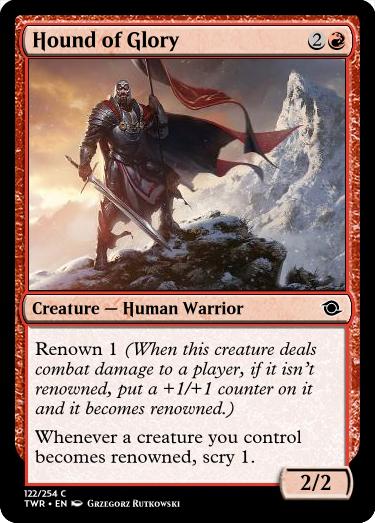 Hound of Glory 2
Creature — Human Warrior
Renown 1 (When this creature deals
combat damage to a player, if it isn't
renowned, put a +1/+1 counter on it
and it becomes renowned.)
Whenever a creature you control
becomes renowned, scry 1.
2/2
122/254 C
TWR • EN Grzegorz Rutkowski